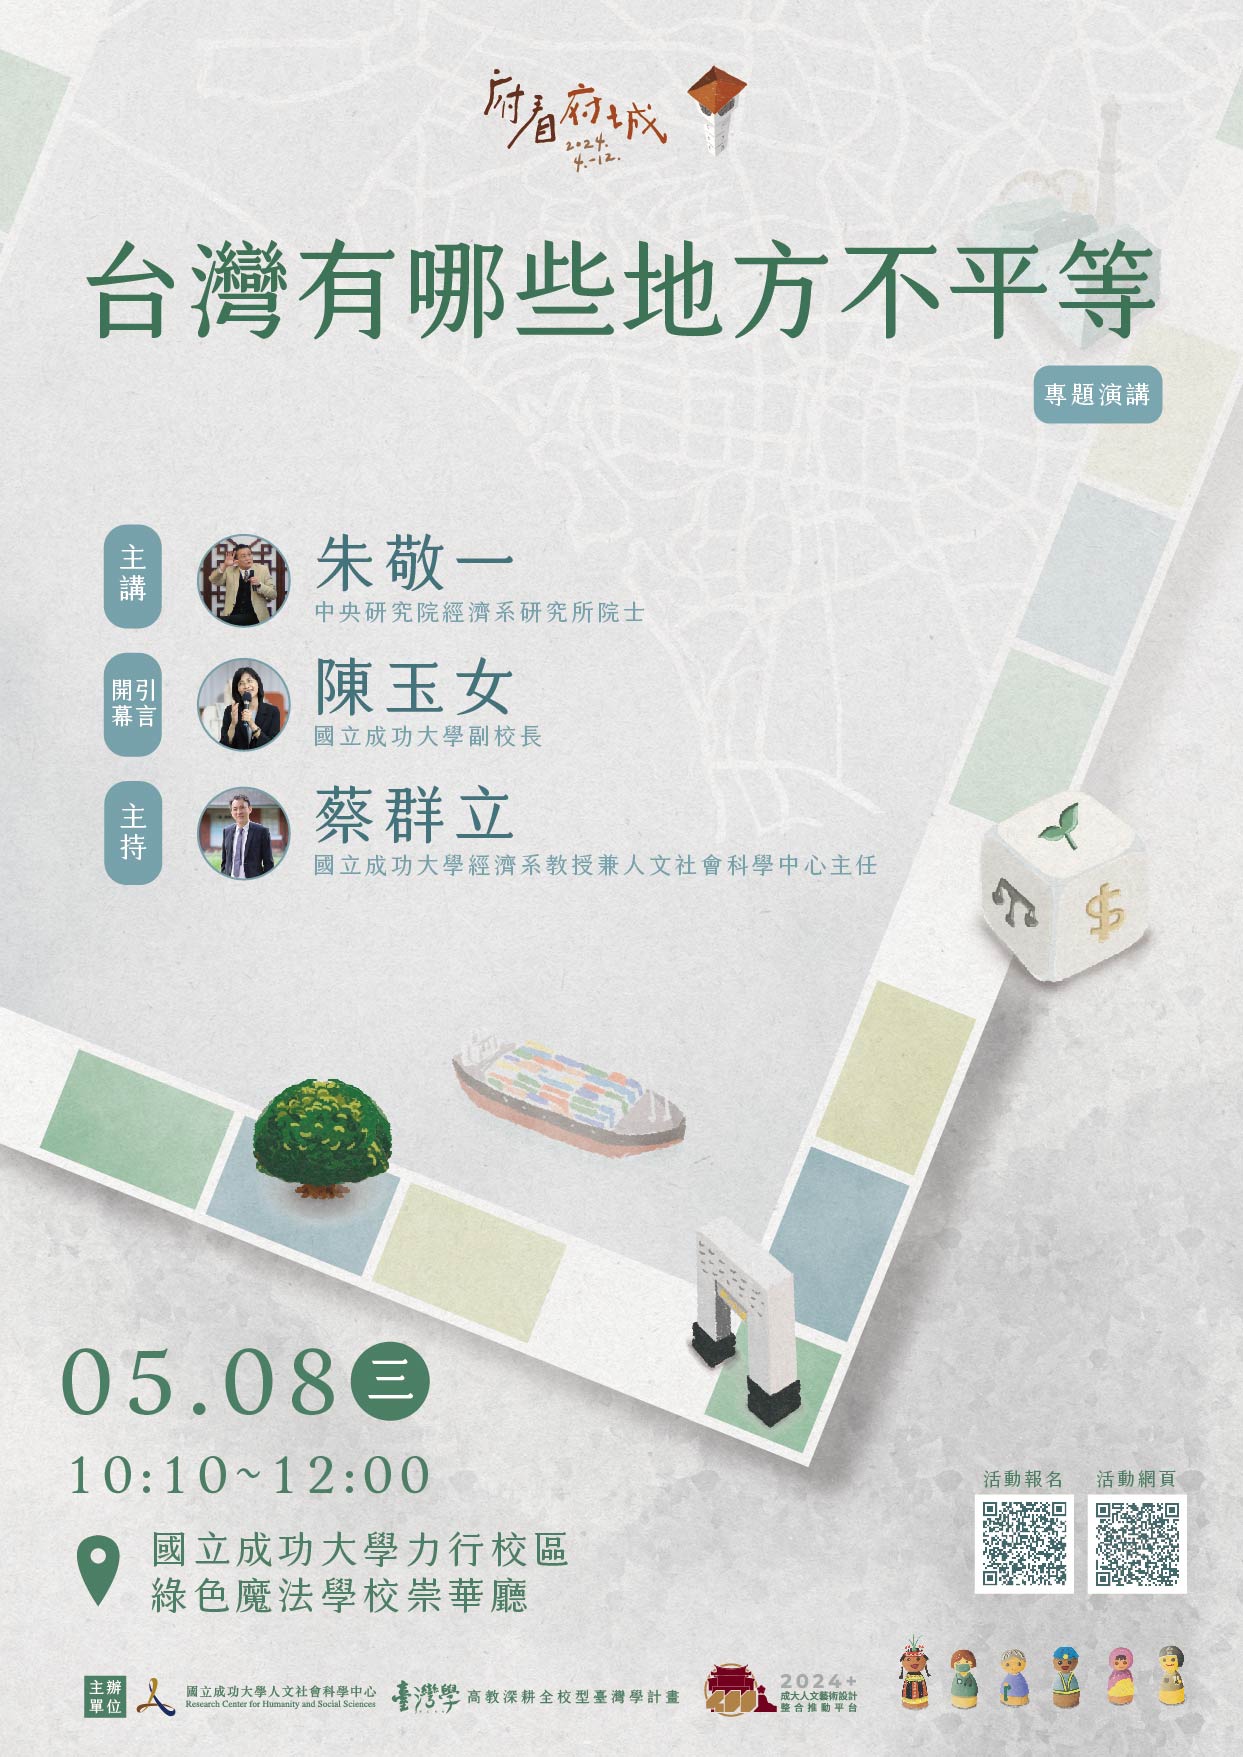 府看府城
2024.
4.-12.
台灣有哪些地方不平等
專題演講
主講
朱敬一
中央研究院經濟系研究所院士
引言
開幕
陳玉女
國立成功大學副校長
主持
蔡群立
國立成功大學經濟系教授兼人文社會科學中心主任
$
05.08 三
10:10~12:00
國立成功大學力行校區
綠色魔法學校崇華廳
活動報名
活動網頁
主辦
單位
國立成功大學人文社會科學中心
Research Center for Humanity and Social Sciences
臺灣學
高教深耕全校型臺灣學計畫
200
2024+
成大人文藝術設計
整合推動平台